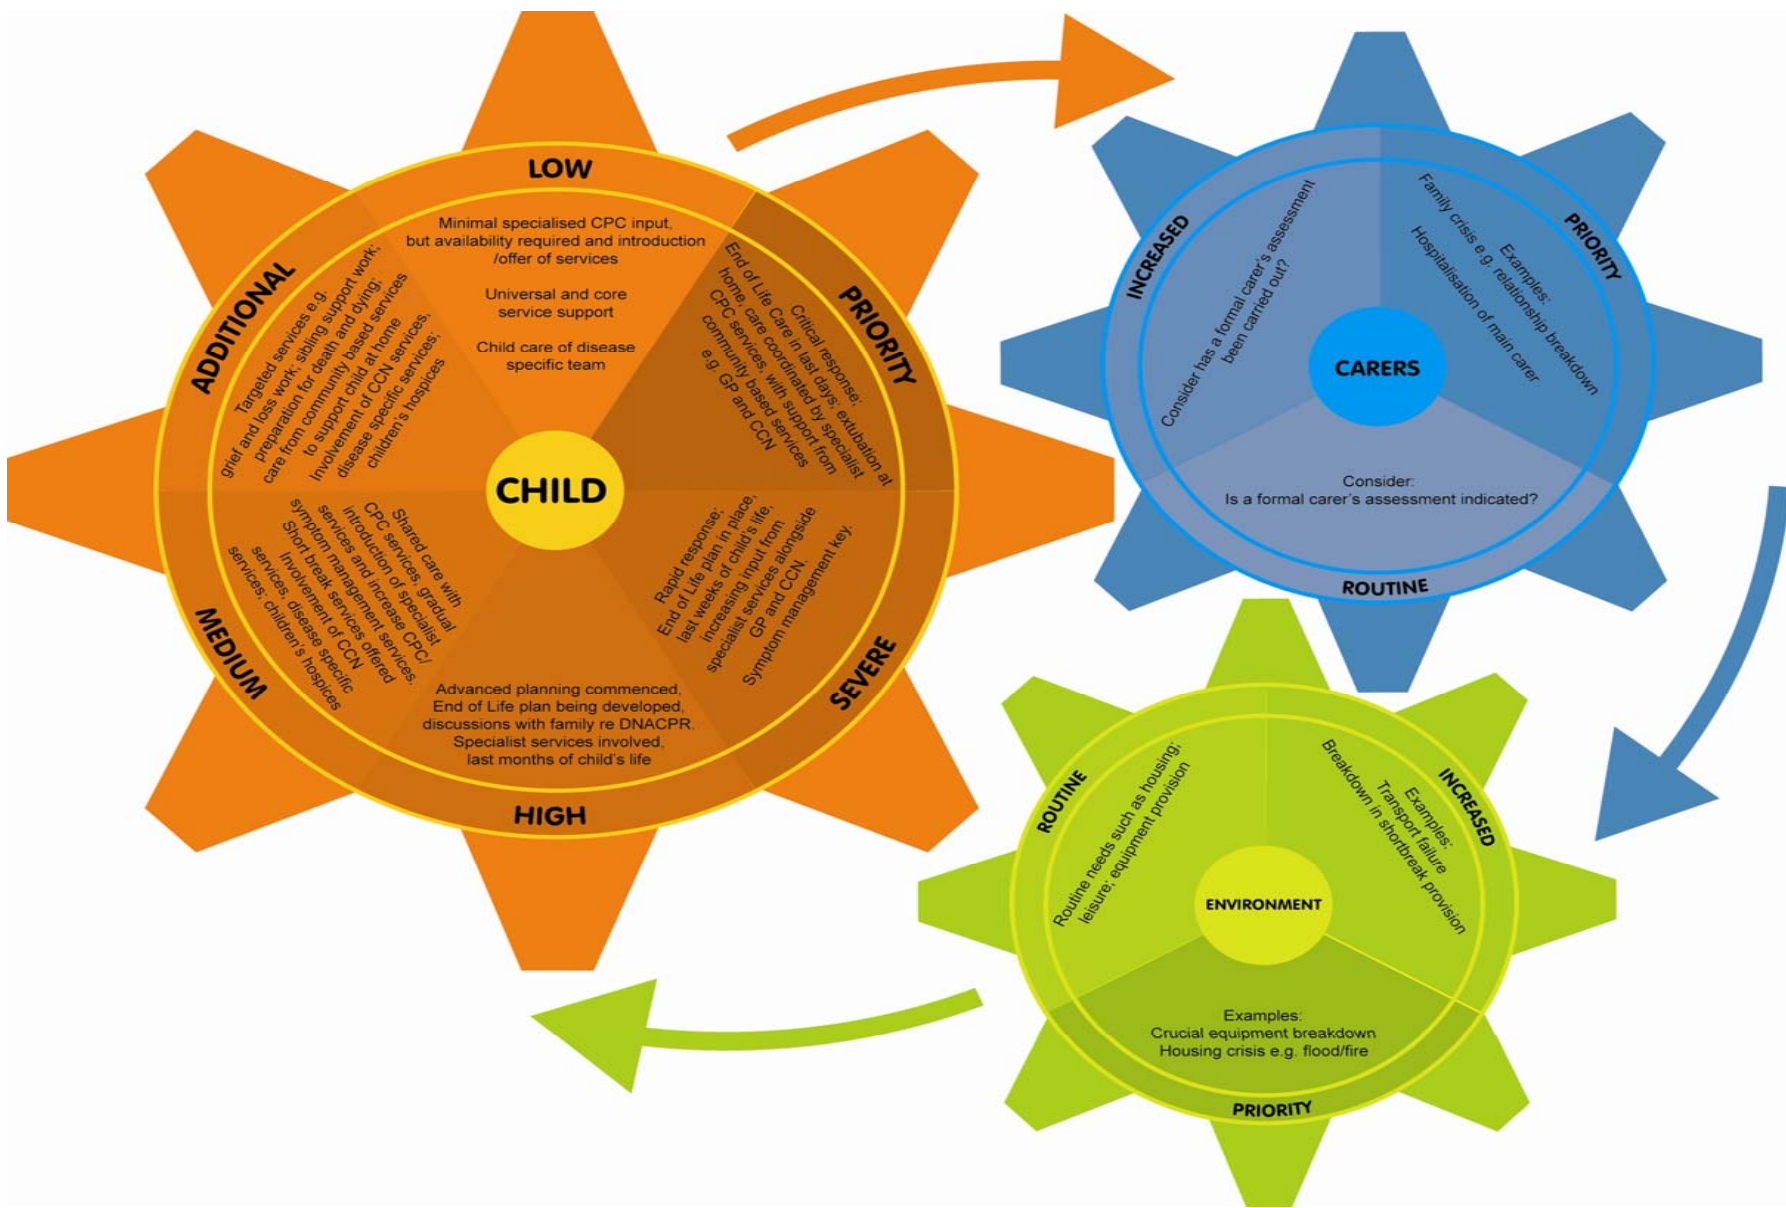 LOW
Minimal specialised CPC input,
but availability required and introduction
/offer of services
Universal and core
service support
Child care of disease
specific team
PRIORITY
Critical response;
End of Life Care in last days; extubation at
home, care coordinated by specialist
CPC services, with support from
community based services
e.g. GP and CCN
SEVERE
Rapid response;
End of Life plan in place,
last weeks of child's life,
increasing input from
specialist services alongside
GP and CCN.
Symptom management key.
HIGH
Advanced planning commenced,
End of Life plan being developed,
discussions with family re DNACPR.
Specialist services involved,
last months of child's life
MEDIUM
Shared care with
CPC services, gradual
introduction of specialist
services and increase CPC/
symptom management services.
Short break services offered
Involvement of CCN
services, disease specific
services; children's hospices
ADDITIONAL
Targeted services e.g.
grief and loss work; sibling support work;
preparation for death and dying;
care from community based services
to support child at home
Involvement of CCN services,
disease specific services;
children's hospices
CHILD
INCREASED
Consider has a formal carer's assessment
been carried out?
PRIORITY
Examples:
Family crisis e.g. relationship breakdown
Hospitalisation of main carer
CARERS
Consider:
Is a formal carer's assessment indicated?
ROUTINE
ROUTINE
Routine needs such as housing;
leisure; equipment provision
INCREASED
Examples:
Transport failure
Breakdown in shortbreak provision
ENVIRONMENT
Examples:
Crucial equipment breakdown
Housing crisis e.g. flood/fire
PRIORITY